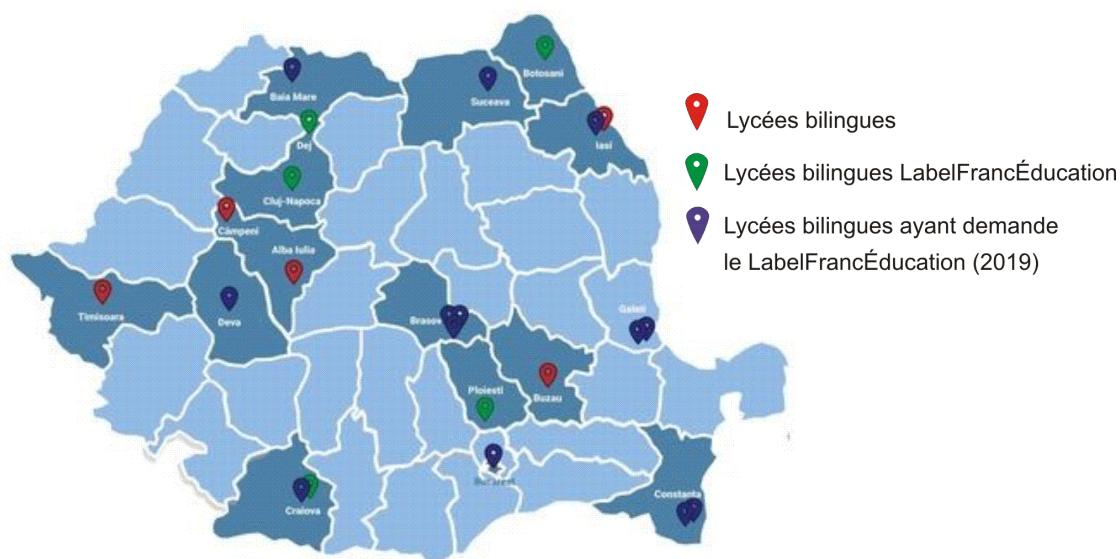 Botosani
Baia Mare
Suceava
Iasi
Dej
Cluj-Napoca
Câmpeni
Alba Iulia
Timisoara
Deva
Brasov
Galati
Ploiesti
Buzau
Bucarest
Craiova
Constanta
Lycées bilingues
Lycées bilingues LabelFrancÉducation
Lycées bilingues ayant demande
le LabelFrancÉducation (2019)